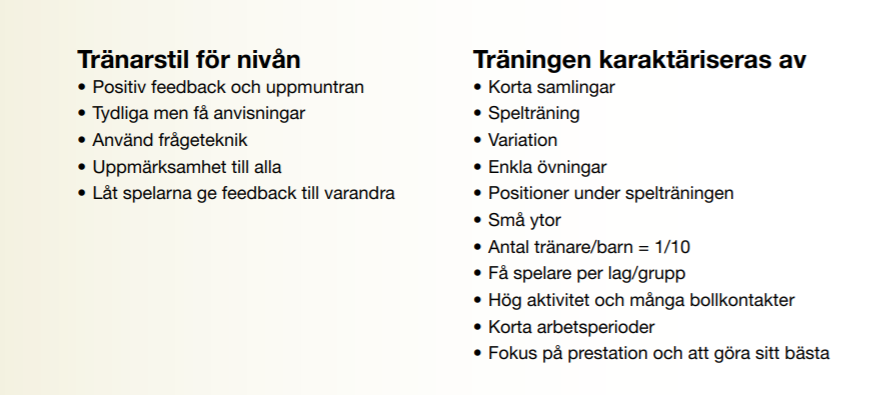 Tränarstil för nivån
• Positiv feedback och uppmuntran
• Tydliga men få anvisningar
• Använd frågeteknik
• Uppmärksamhet till alla
• Låt spelarna ge feedback till varandra
Träningen karaktäriseras av
• Korta samlingar
• Spelträning
• Variation
• Enkla övningar
• Positioner under spelträningen
• Små ytor
• Antal tränare/barn = 1/10
• Få spelare per lag/grupp
• Hög aktivitet och många bollkontakter
• Korta arbetsperioder
• Fokus på prestation och att göra sitt bästa